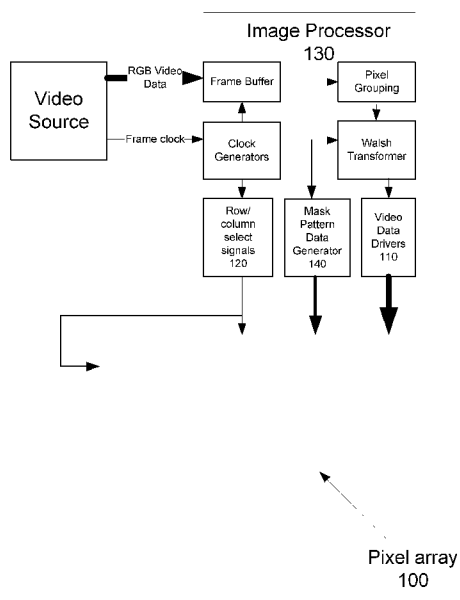 Image Processor
130
RGB Video
Data
Frame Buffer
Pixel
Grouping
Video
Source
Frame clock
Clock
Generators
Walsh
Transformer
Row/
column
select
signals
120
Mask
Pattern
Data
Generator
140
Video
Data
Drivers
110
Pixel array
100